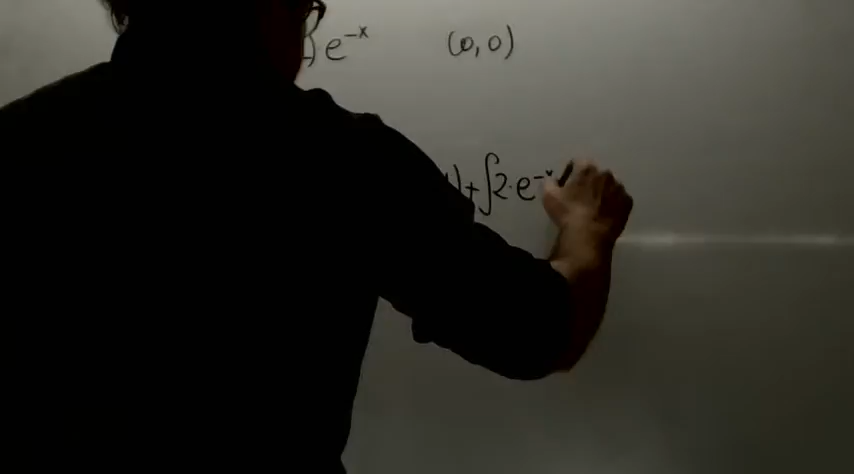 ) e^{-x} (0,0)
) + ∫2·e^{-x}